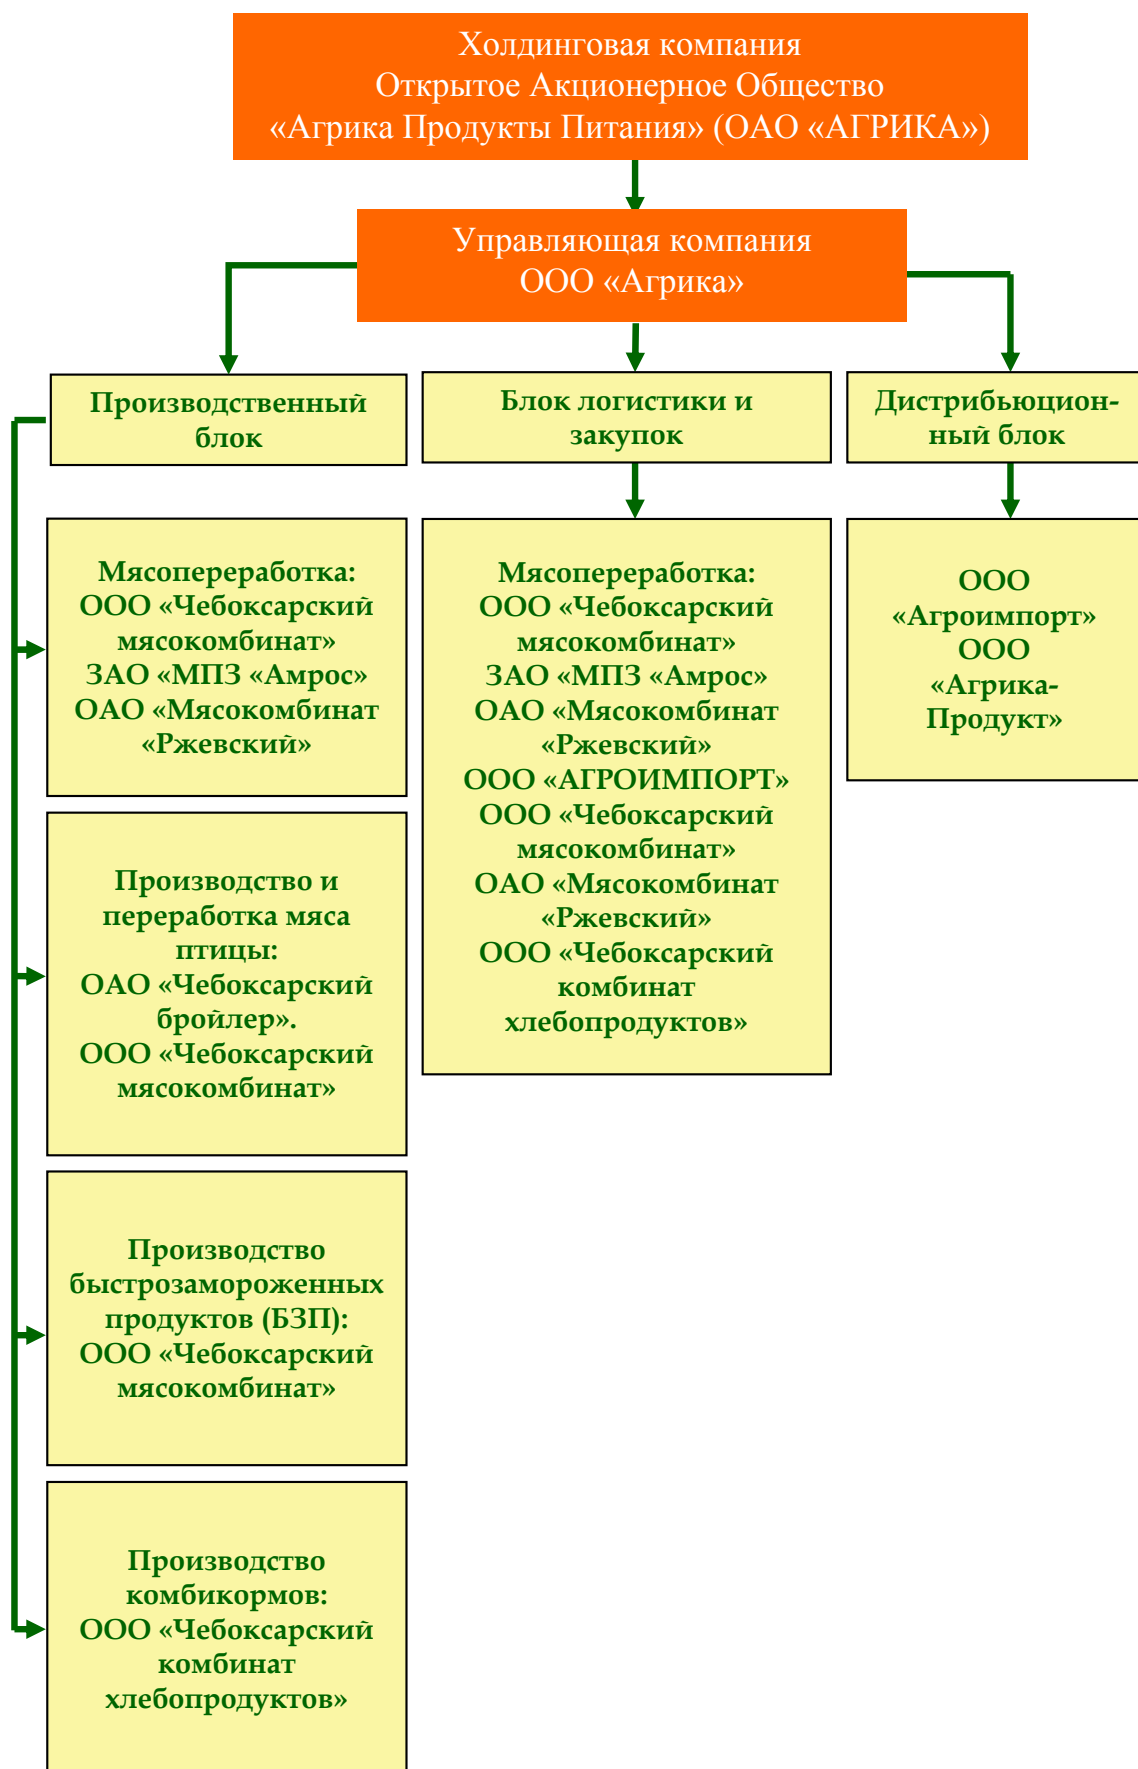 Холдинговая компания
Открытое Акционерное Общество
«Агрика Продукты Питания» (ОАО «АГРИКА»)
Управляющая компания
ООО «Агрика»
Производственный
блок
Блок логистики и
закупок
Дистрибьюцион-
ный блок
Мясопереработка:
ООО «Чебоксарский
мясокомбинат»
ЗАО «МПЗ «Амрос»
ОАО «Мясокомбинат
«Ржевский»
Производство и
переработка мяса
птицы:
ОАО «Чебоксарский
бройлер».
ООО «Чебоксарский
мясокомбинат»
Производство
быстрозамороженных
продуктов (БЗП):
ООО «Чебоксарский
мясокомбинат»
Производство
комбикормов:
ООО «Чебоксарский
комбинат
хлебопродуктов»
Мясопереработка:
ООО «Чебоксарский
мясокомбинат»
ЗАО «МПЗ «Амрос»
ОАО «Мясокомбинат
«Ржевский»
ООО «АГРОИМПОРТ»
ООО «Чебоксарский
мясокомбинат»
ОАО «Мясокомбинат
«Ржевский»
ООО «Чебоксарский
комбинат
хлебопродуктов»
ООО
«Агроимпорт»
ООО
«Агрика-
Продукт»